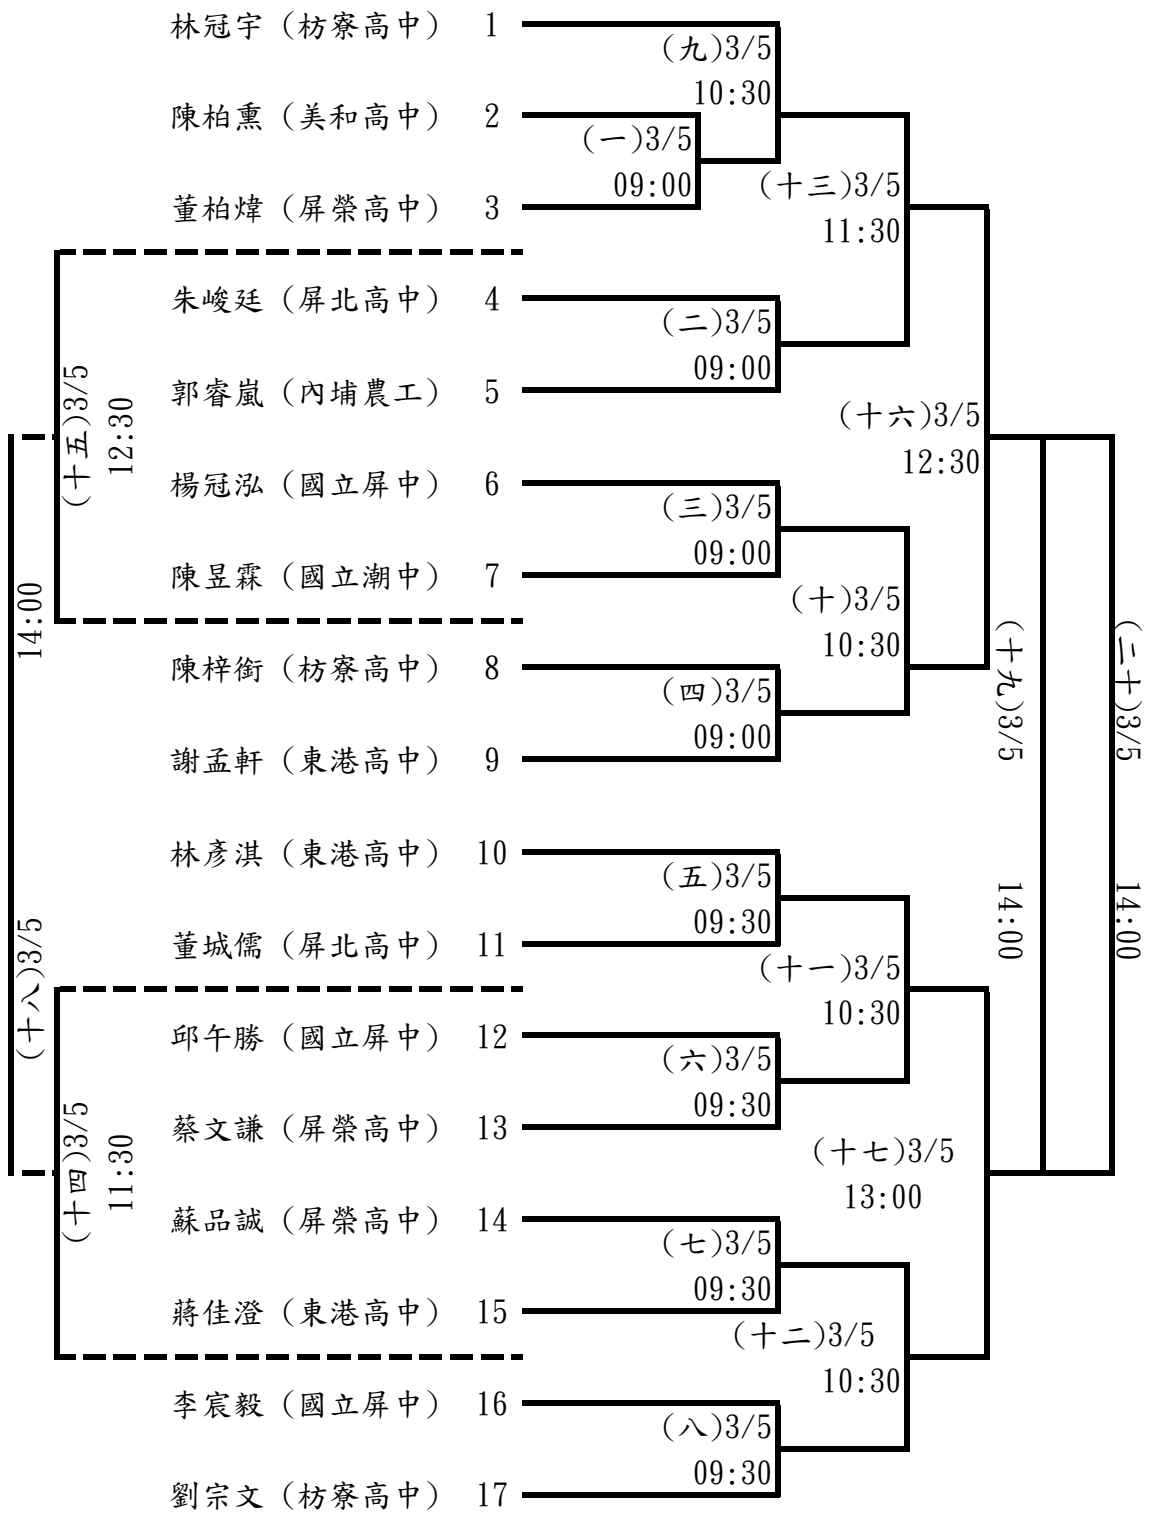 林冠宇 (枋寮高中) 1
(九)3/5
10:30
陳柏熏 (美和高中) 2
(一)3/5
09:00
(十三)3/5
11:30
董柏煒 (屏榮高中) 3
朱峻廷 (屏北高中) 4
(二)3/5
09:00
郭睿嵐 (內埔農工) 5
(十五)3/5
12:30
(十六)3/5
12:30
楊冠泓 (國立屏中) 6
(三)3/5
09:00
陳昱霖 (國立潮中) 7
(十)3/5
10:30
陳梓銜 (枋寮高中) 8
(四)3/5
09:00
謝孟軒 (東港高中) 9
(十八)3/5
14:00
(十九)3/5
14:00
(二十)3/5
14:00
林彥淇 (東港高中) 10
(五)3/5
09:30
董城儒 (屏北高中) 11
(十一)3/5
10:30
邱午勝 (國立屏中) 12
(六)3/5
09:30
蔡文謙 (屏榮高中) 13
(十四)3/5
11:30
(十七)3/5
13:00
蘇品誠 (屏榮高中) 14
(七)3/5
09:30
蔣佳澄 (東港高中) 15
(十二)3/5
10:30
李宸毅 (國立屏中) 16
(八)3/5
09:30
劉宗文 (枋寮高中) 17